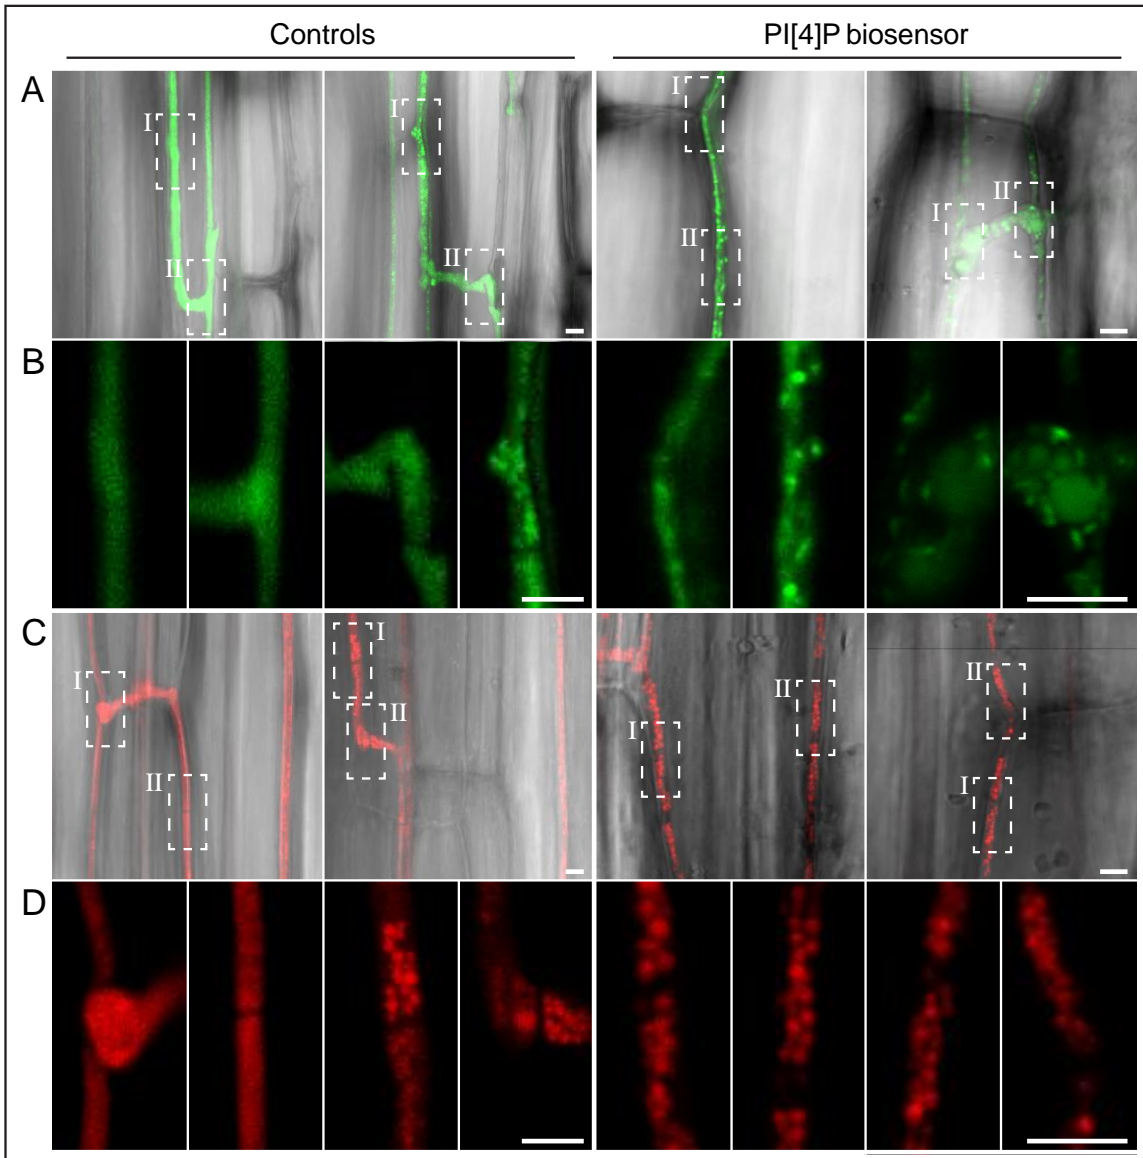 Controls PI[4]P biosensor
A
I I I II I
II II II
B
C
I I II II
II II I I
D